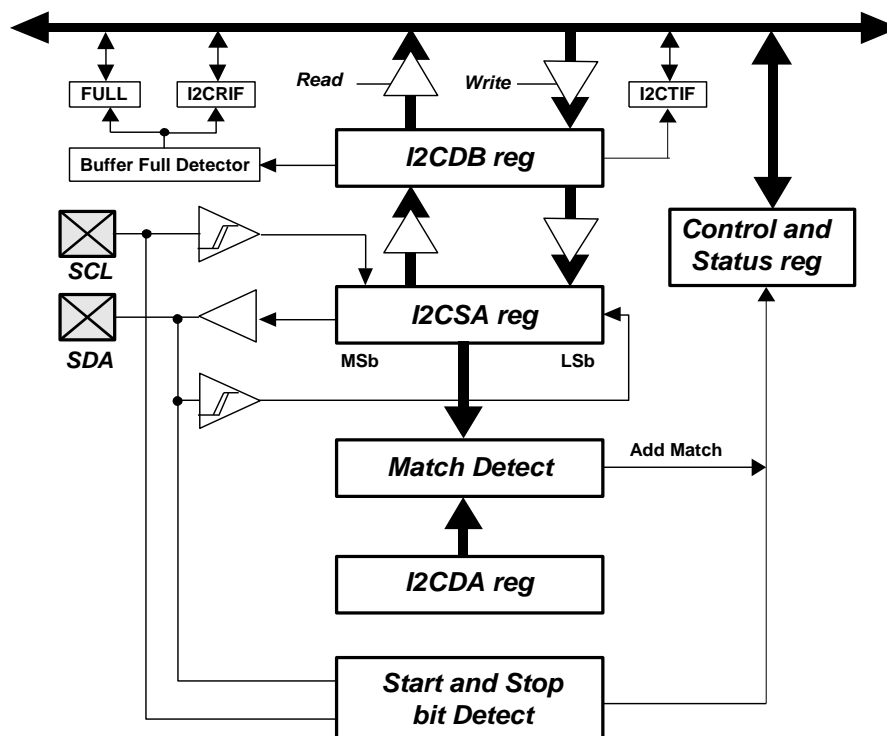 Read
Write
FULL
I2CRIF
I2CTIF
I2CDB reg
Buffer Full Detector
SCL
Control and
Status reg
I2CSA reg
SDA
MSb
LSb
Match Detect
Add Match
I2CDA reg
Start and Stop
bit Detect